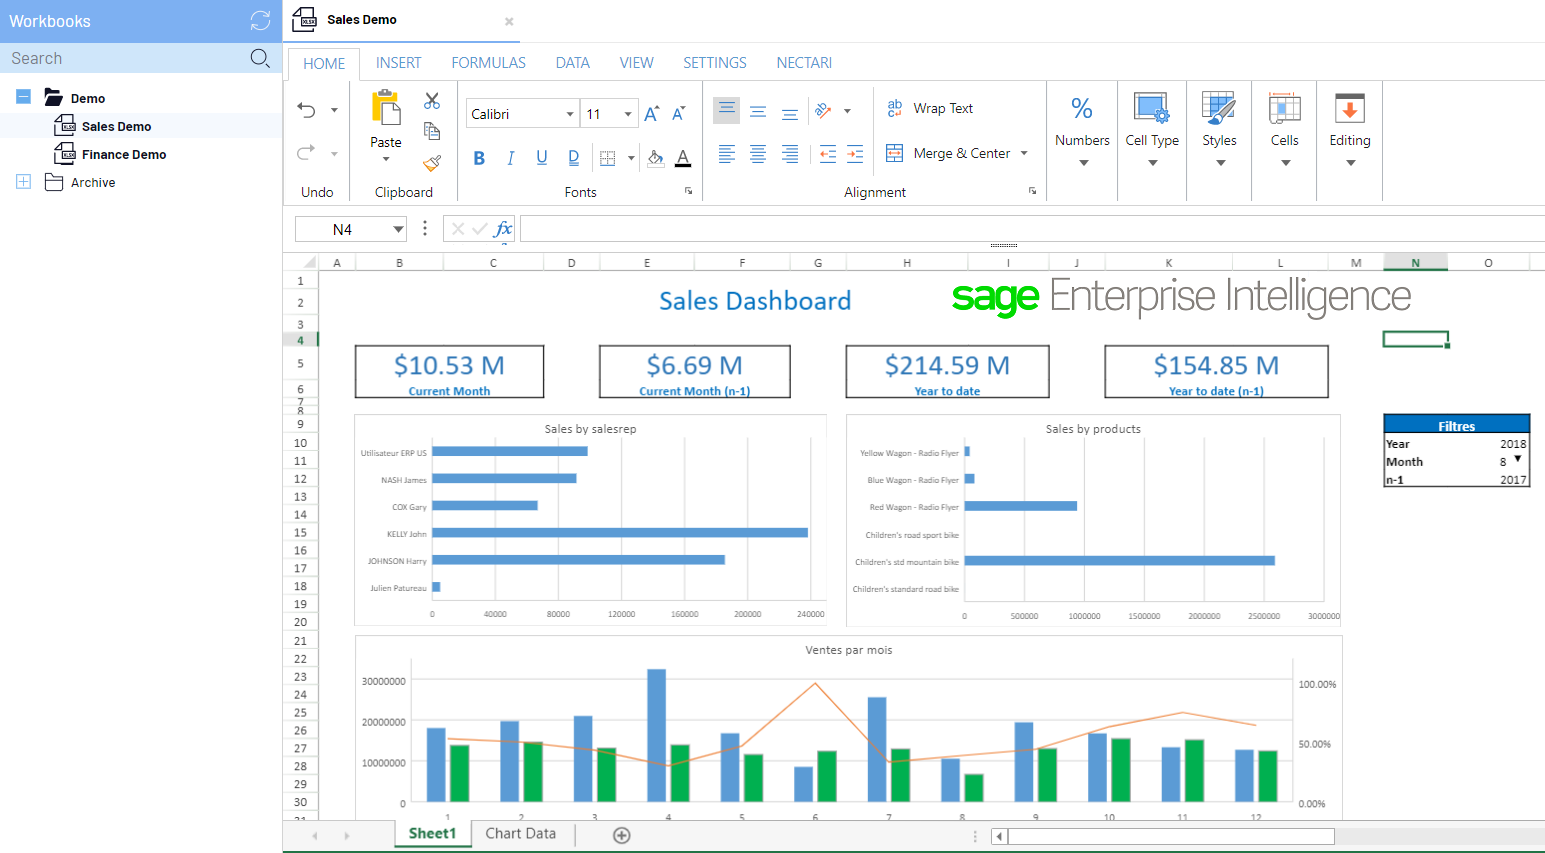 Workbooks
Search
Demo
Sales Demo
Finance Demo
Archive
Sales Demo
HOME INSERT FORMULAS DATA VIEW SETTINGS NECTARI
Paste
Calibri 11
Wrap Text
Merge & Center
B I U D A
Numbers Cell Type Styles Cells Editing
Undo Clipboard Fonts Alignment
N4 fx
A B C D E F G H I J K L M N O
1
2
3
4
5
6
7
8
9
10
11
12
13
14
15
16
17
18
19
20
21
22
23
24
25
26
27
28
29
30
31
Sales Dashboard
sage Enterprise Intelligence
$10.53 M
Current Month
$6.69 M
Current Month (n-1)
$214.59 M
Year to date
$154.85 M
Year to date (n-1)
Sales by salesrep
Utilisateur ERP US
NASH James
COX Gary
KELLY John
JOHNSON Harry
Julien Patureau
0 40000 80000 120000 160000 200000 240000
Sales by products
Yellow Wagon - Radio Flyer
Blue Wagon - Radio Flyer
Red Wagon - Radio Flyer
Children's road sport bike
Children's std mountain bike
Children's standard road bike
0 500000 1000000 1500000 2000000 2500000 3000000
Filtres
Year 2018
Month 8
n-1 2017
Ventes par mois
30000000
20000000
10000000
0
100.00%
50.00%
0.00%
1 2 3 4 5 6 7 8 9 10 11 12
Sheet1 Chart Data